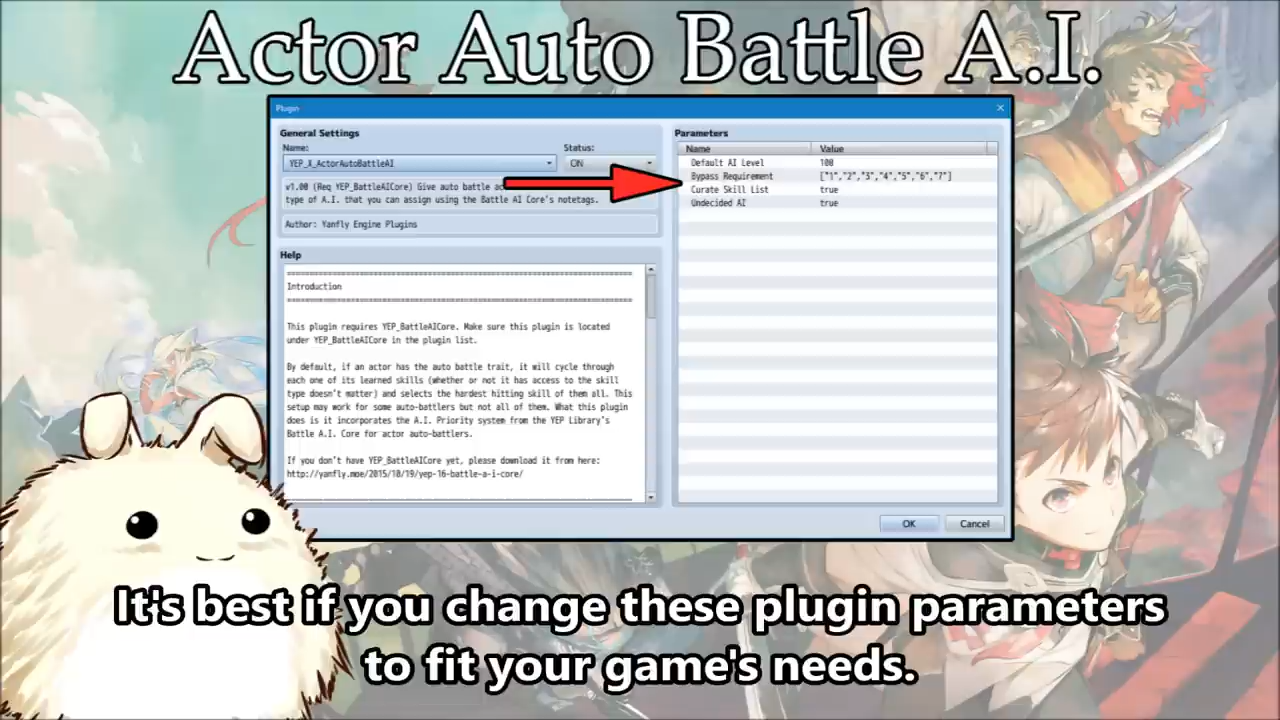 Actor Auto Battle A.I.
Plugin
General Settings
Name:
Status:
YEP_X_ActorAutoBattleAI
ON
v1.00 (Req YEP_BattleAICore) Give auto battle
type of A.I. that you can assign using the Battle AI Core's notetags.
Author: Yanfly Engine Plugins
Help
Introduction
This plugin requires YEP_BattleAICore. Make sure this plugin is located
under YEP_BattleAICore in the plugin list.
By default, if an actor has the auto battle trait, it will cycle through
each one of its learned skills (whether or not it has access to the skill
type doesn't matter) and selects the hardest hitting skill of them all. This
setup may work for some auto-battlers but not all of them. What this plugin
does is it incorporates the A.I. Priority system from the YEP Library's
Battle A.I. Core for actor auto-battlers.
If you don't have YEP_BattleAICore yet, please download it from here:
http://yanfly.moe/2015/10/19/yep-16-battle-a-i-core/
Parameters
Name Value
Default AI Level 100
Bypass Requirement ["1","2","3","4","5","6","7"]
Curate Skill List true
Undecided AI true
OK Cancel
It's best if you change these plugin parameters
to fit your game's needs.